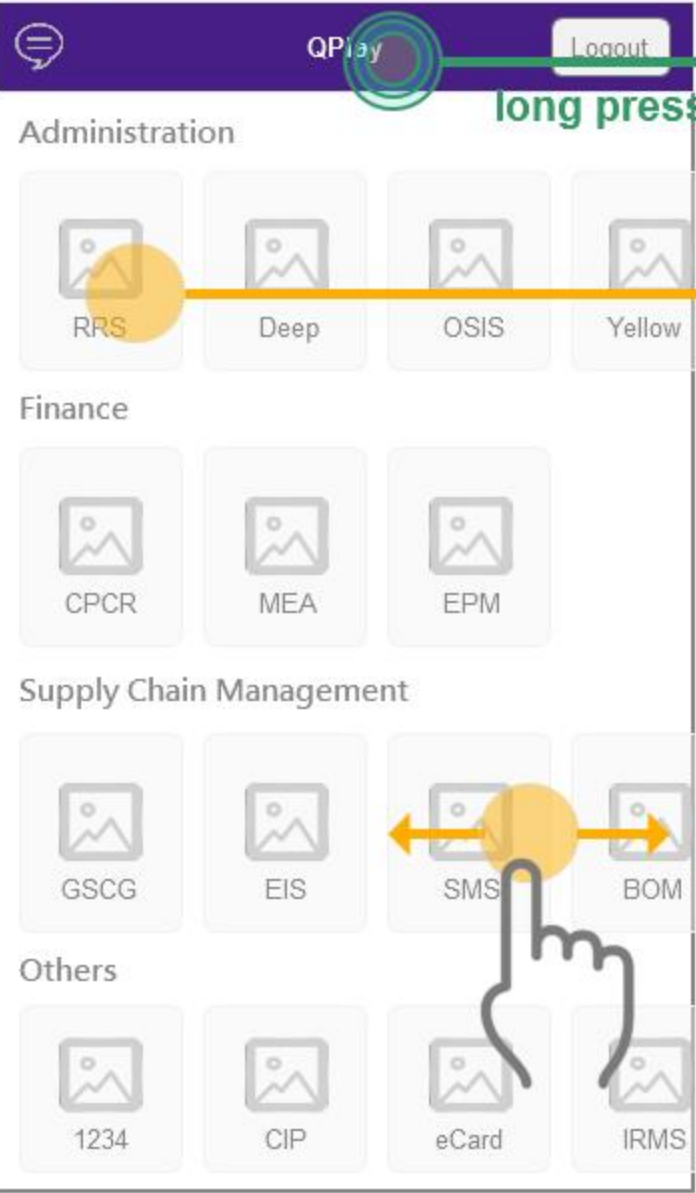 QPlay Logout
long press
Administration
RRS Deep OSIS Yellow
Finance
CPCR MEA EPM
Supply Chain Management
GSCG EIS SMS BOM
Others
1234 CIP eCard IRMS